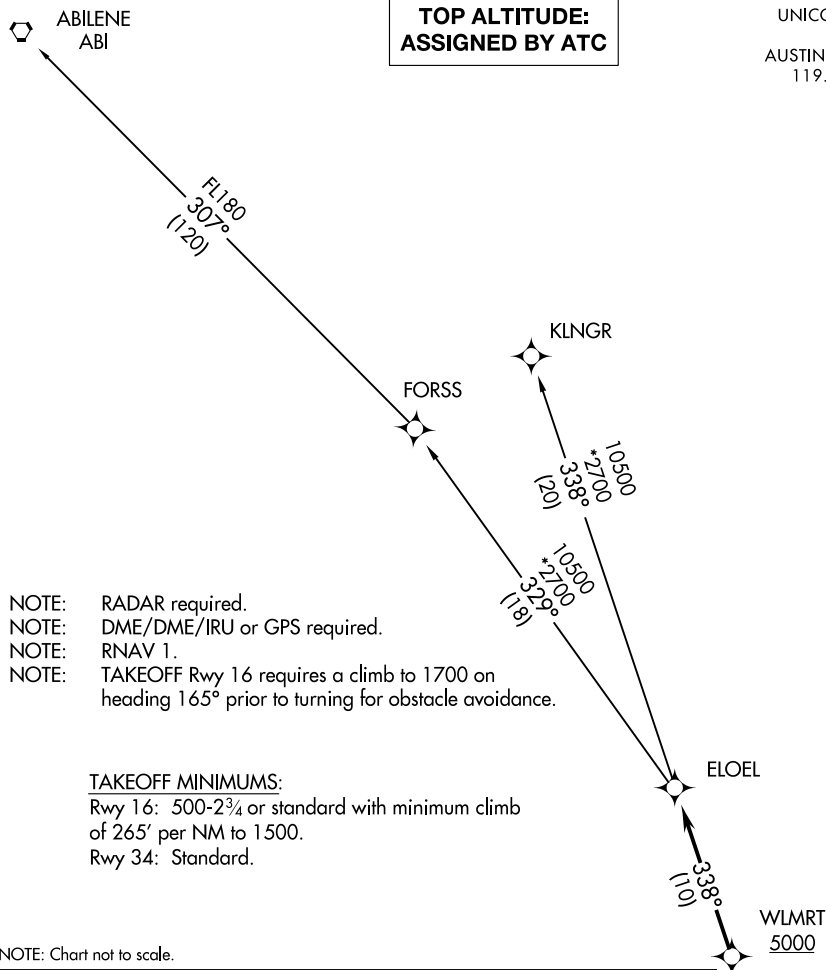 ABILENE
ABI
TOP ALTITUDE:
ASSIGNED BY ATC
UNICO
AUSTIN
119.
FL180
307°
(120)
KLNGR
FORSS
10500
*2700
338°
(20)
10500
*2700
329°
(18)
NOTE: RADAR required.
NOTE: DME/DME/IRU or GPS required.
NOTE: RNAV 1.
NOTE: TAKEOFF Rwy 16 requires a climb to 1700 on
heading 165° prior to turning for obstacle avoidance.
ELOEL
TAKEOFF MINIMUMS:
Rwy 16: 500-2¾ or standard with minimum climb
of 265' per NM to 1500.
Rwy 34: Standard.
338°
(10)
WLMRT
5000
NOTE: Chart not to scale.